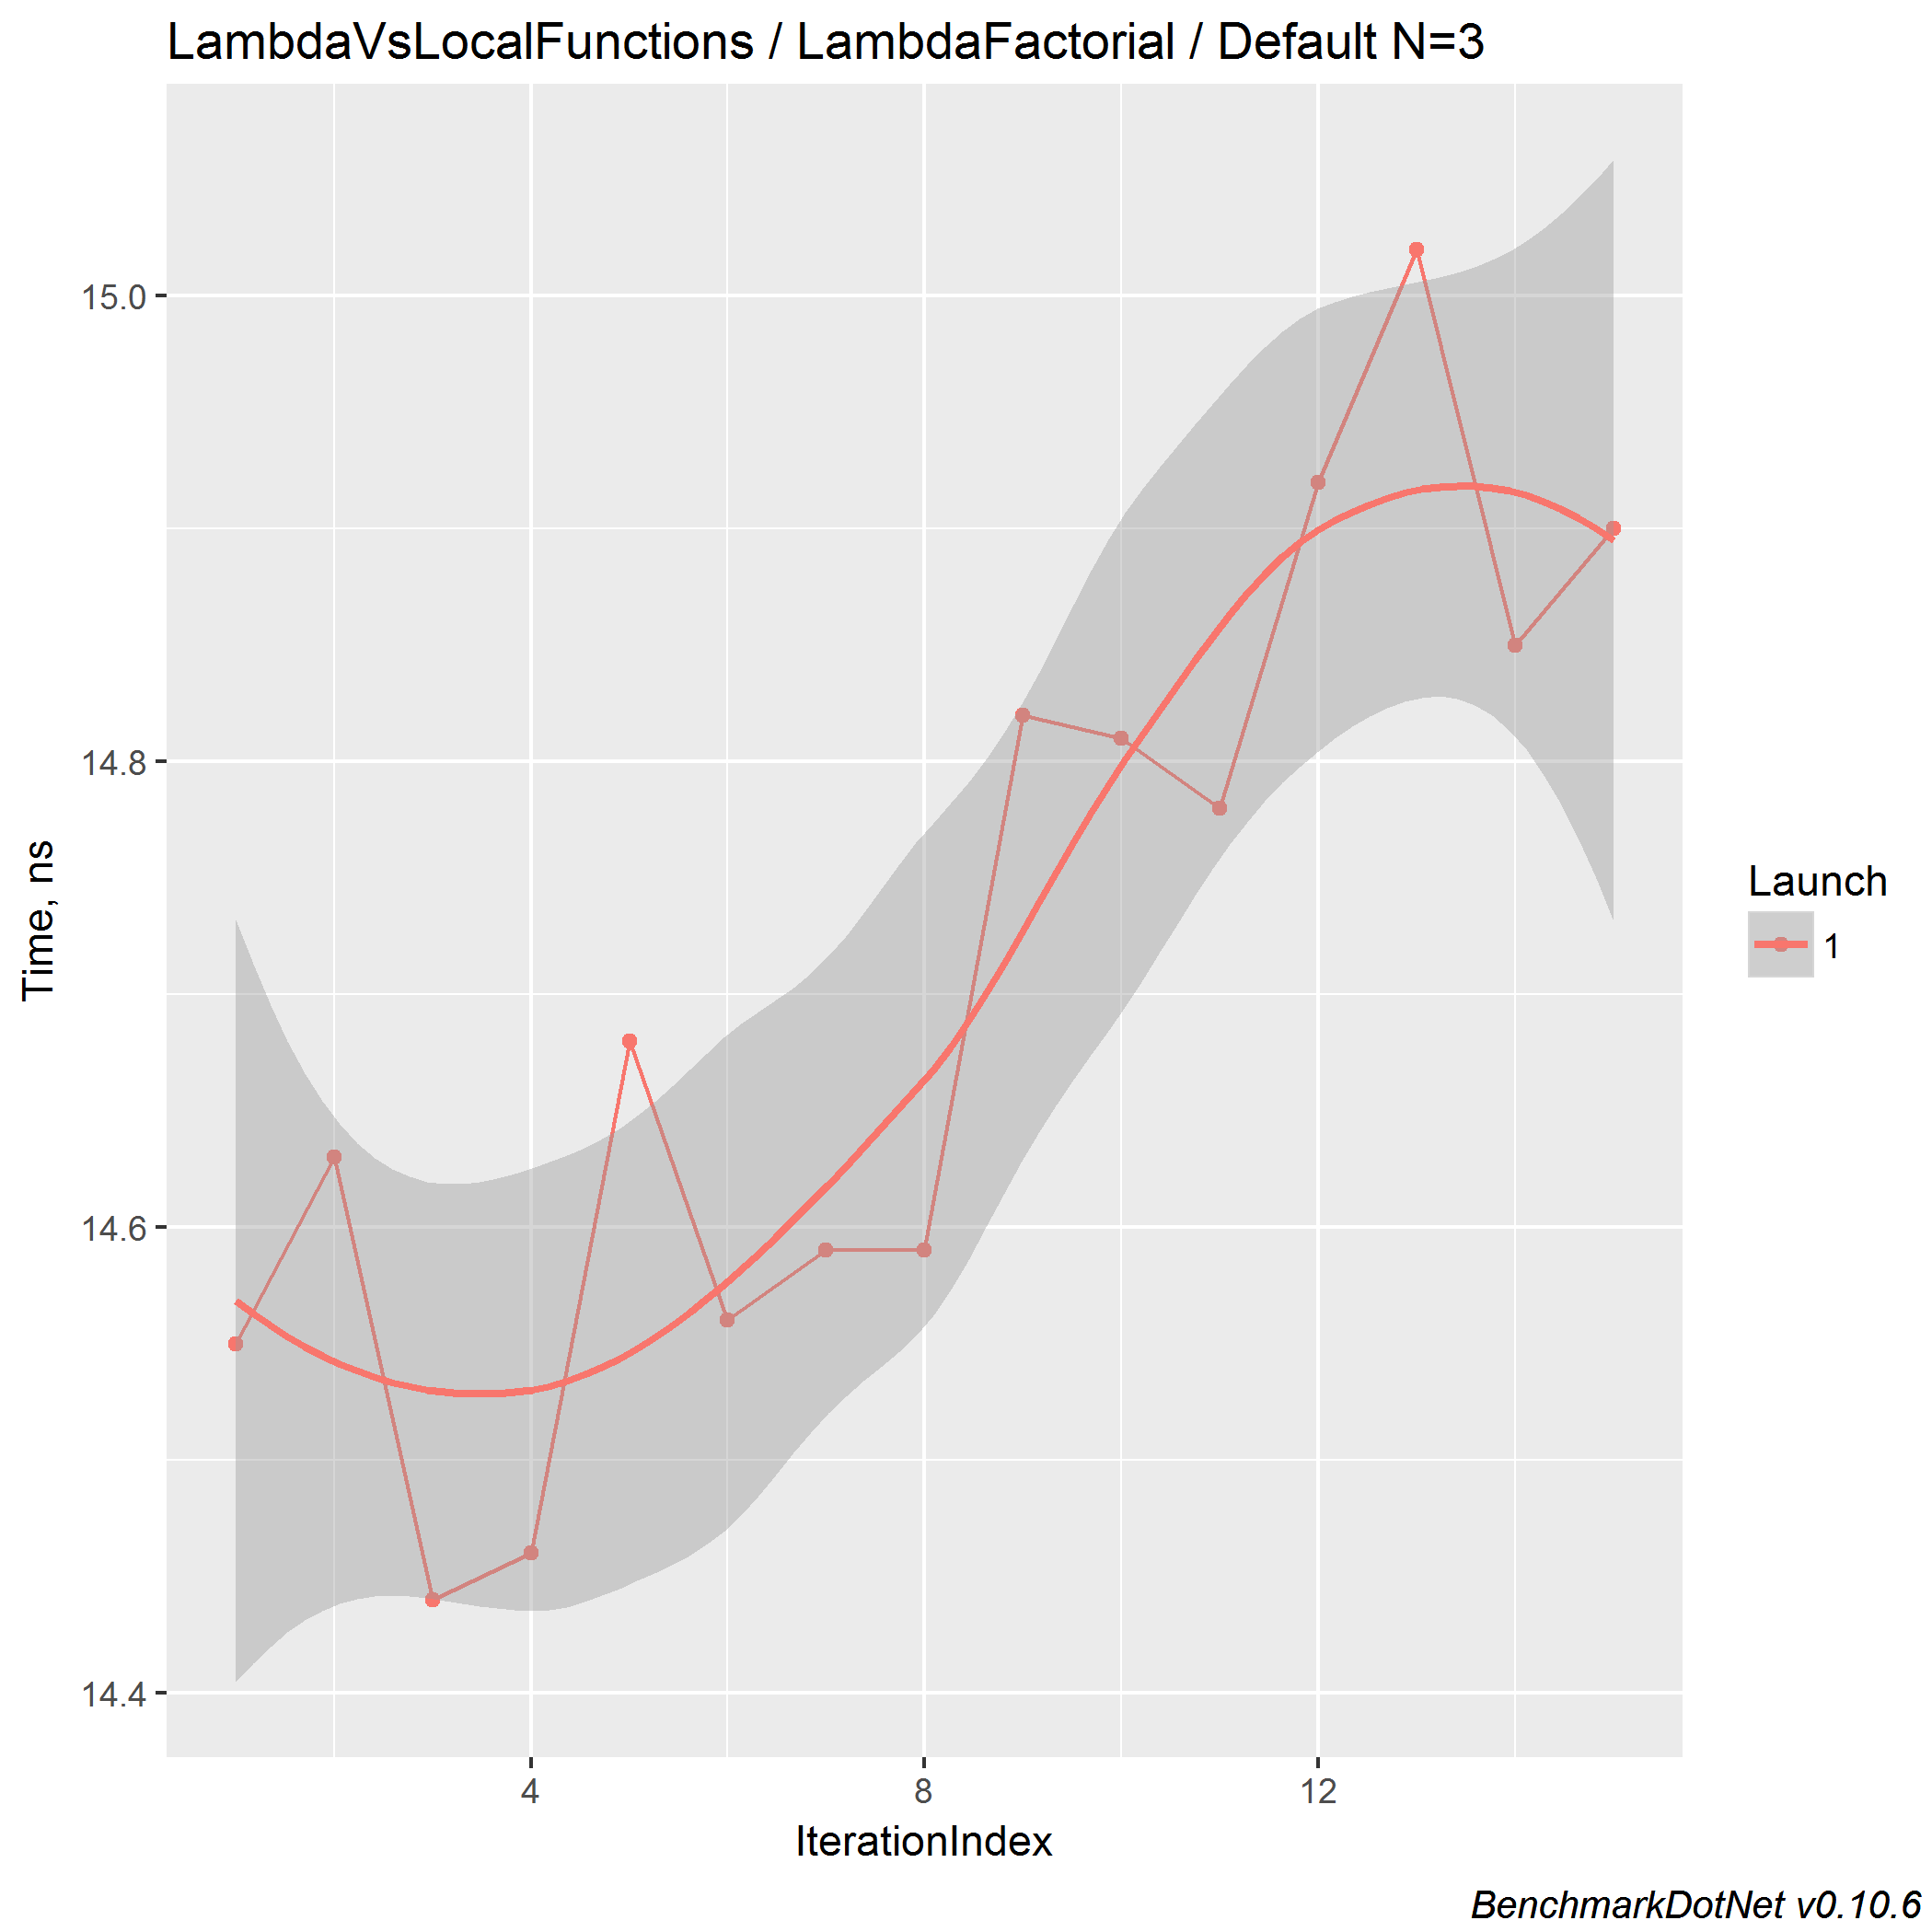 LambdaVsLocalFunctions / LambdaFactorial / Default N=3
15.0
14.8
14.6
14.4
Time, ns
4
8
12
IterationIndex
Launch
1
BenchmarkDotNet v0.10.6